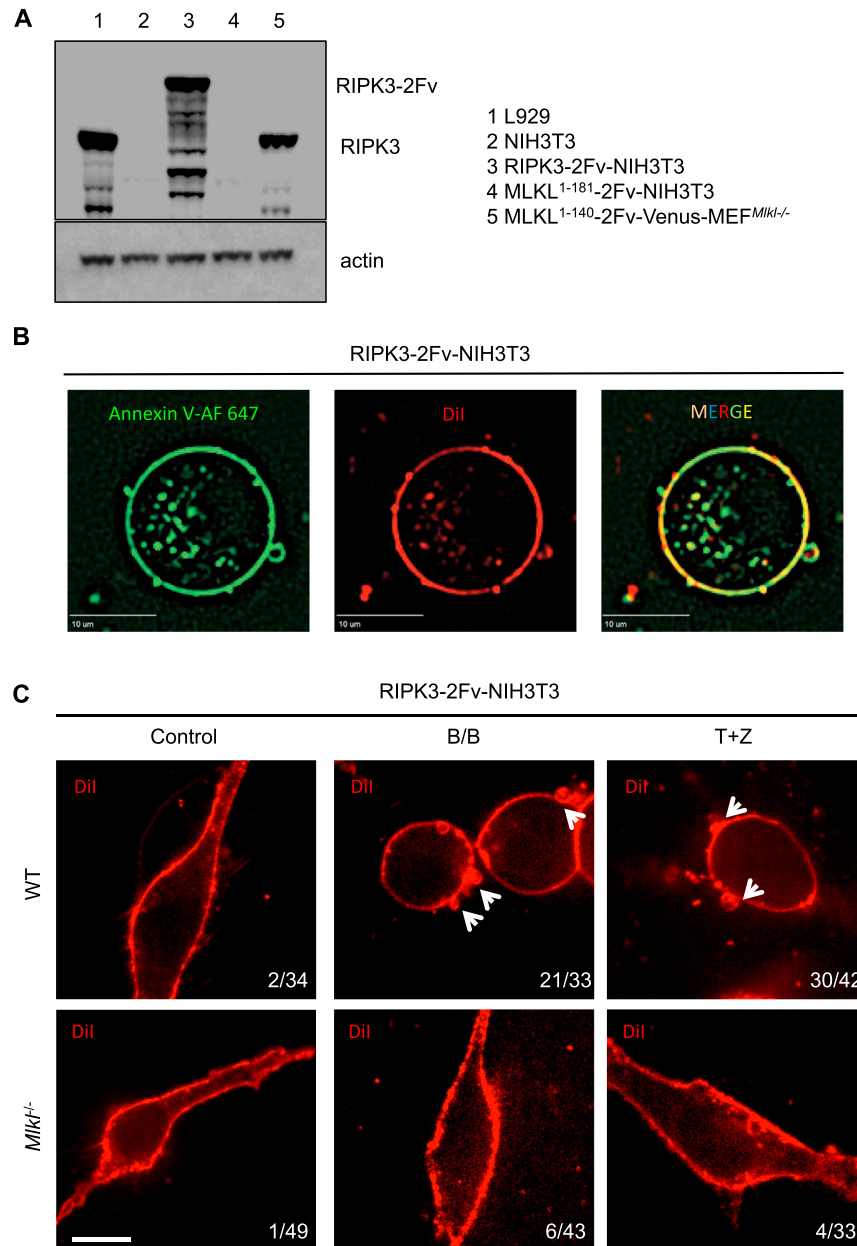 A
1 2 3 4 5
RIPK3-2Fv
RIPK3
actin
1 L929
2 NIH3T3
3 RIPK3-2Fv-NIH3T3
4 MLKL1-181-2Fv-NIH3T3
5 MLKL1-140-2Fv-Venus-MEFMlkl-/-
B
RIPK3-2Fv-NIH3T3
Annexin V-AF 647
DiI
MERGE
10 um
10 um
10 um
C
RIPK3-2Fv-NIH3T3
Control
B/B
T+Z
WT
DiI
2/34
DiI
21/33
DiI
30/42
Mlkl-/-
DiI
1/49
DiI
6/43
DiI
4/33